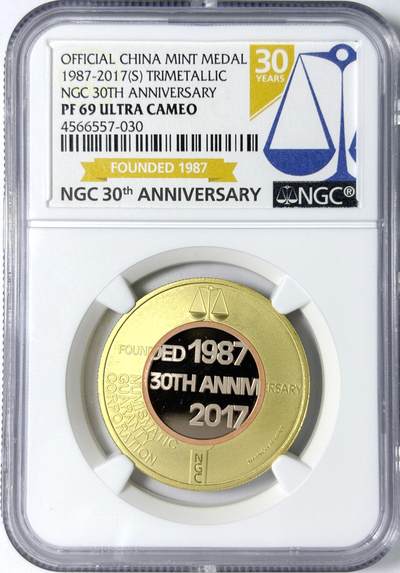 OFFICIAL CHINA MINT MEDAL
1987-2017(S) TRIMETALLIC
NGC 30TH ANNIVERSARY
PF 69 ULTRA CAMEO
4566557-030
30
YEARS
FOUNDED 1987
NGC 30th ANNIVERSARY
NGC®
FOUNDED 1987
30TH ANNIVERSARY
2017
NUMISMATIC
GUARANTY
CORPORATION
NGC